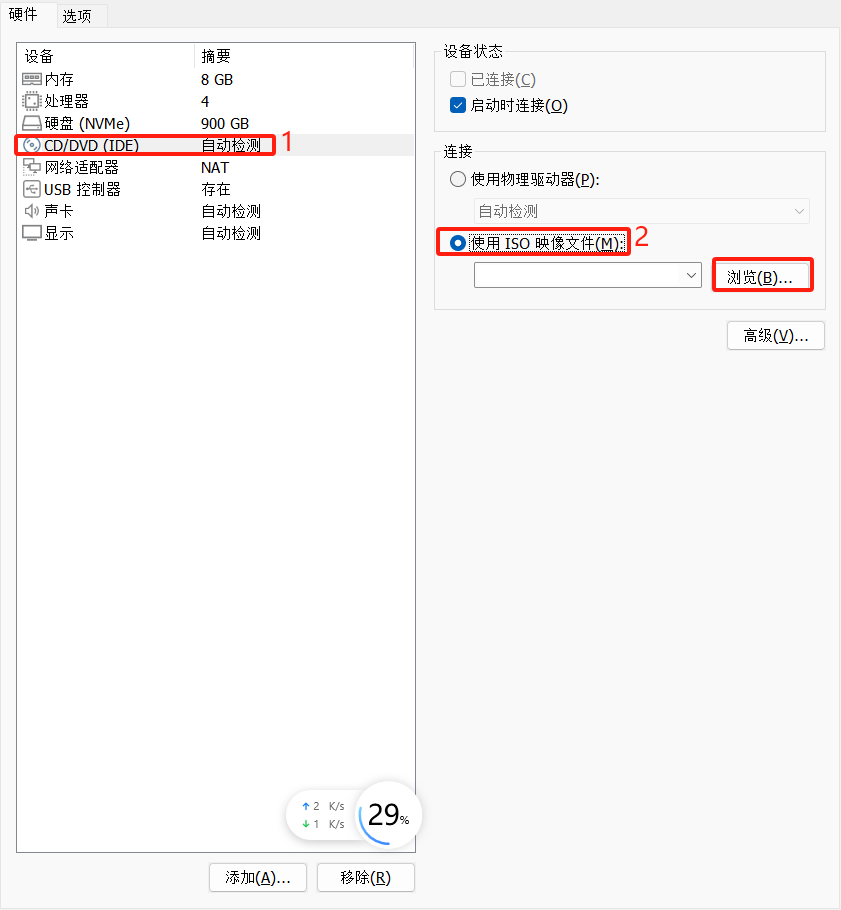 硬件 选项
设备 摘要
内存 8 GB
处理器 4
硬盘 (NVMe) 900 GB
CD/DVD (IDE) 自动检测 1
网络适配器 NAT
USB 控制器 存在
声卡 自动检测
显示 自动检测
设备状态
已连接(C)
启动时连接(O)
连接
使用物理驱动器(P):
自动检测
使用 ISO 映像文件(M): 2
浏览(B)...
高级(V)...
2 K/s
1 K/s
29%
添加(A)... 移除(R)